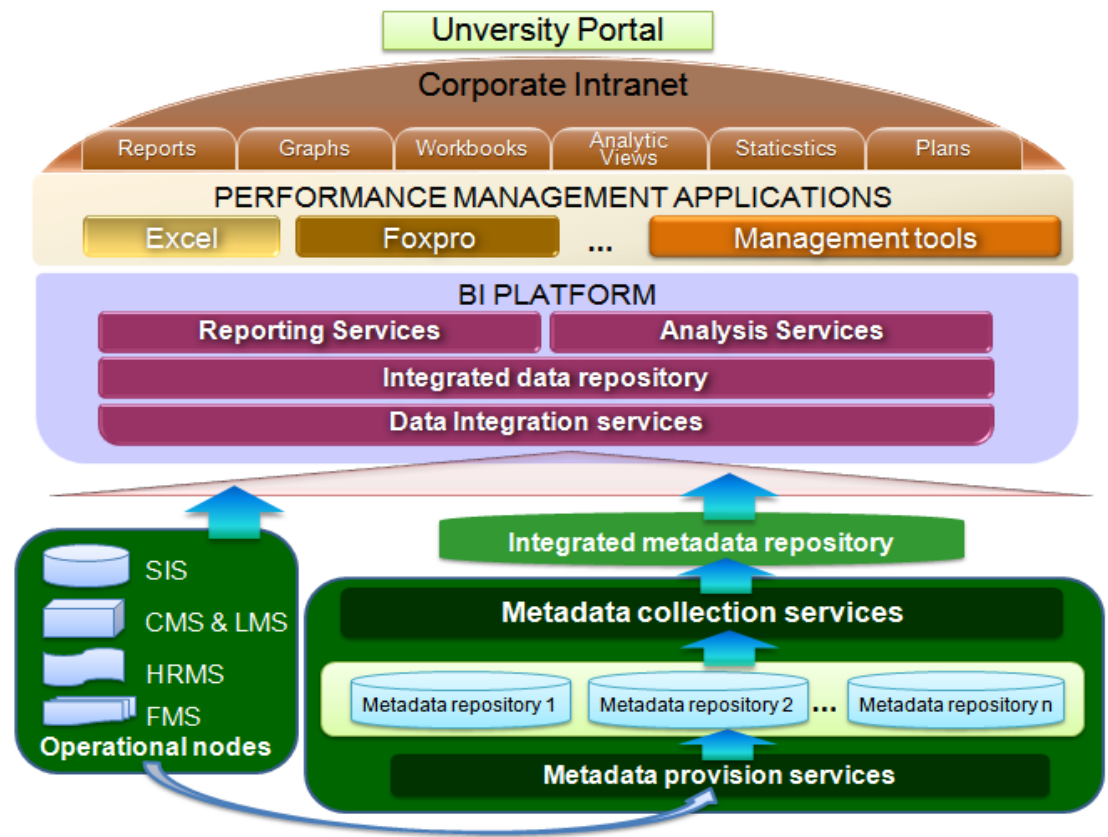 Unversity Portal
Corporate Intranet
Reports
Graphs
Workbooks
Analytic
Views
Staticstics
Plans
PERFORMANCE MANAGEMENT APPLICATIONS
Excel
Foxpro
...
Management tools
BI PLATFORM
Reporting Services
Analysis Services
Integrated data repository
Data Integration services
SIS
CMS & LMS
HRMS
FMS
Operational nodes
Integrated metadata repository
Metadata collection services
Metadata repository 1
Metadata repository 2
...
Metadata repository n
Metadata provision services